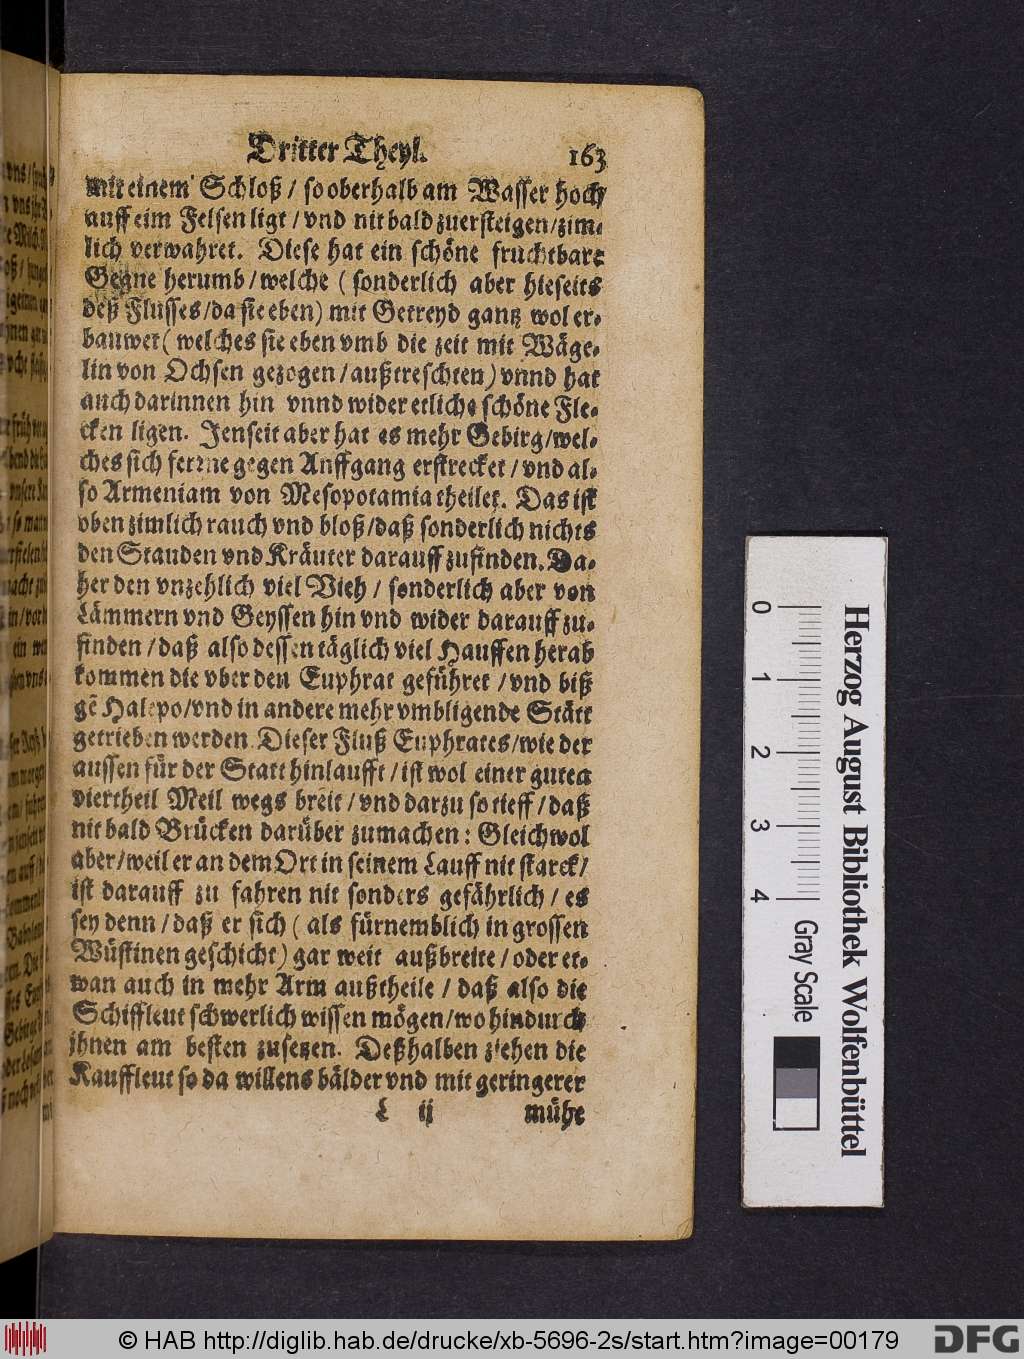 Dritter Theyl. 163
mit einem Schloß / so oberhalb am Wasser hoch
auff eim Felsen ligt / vnd nit bald zuersteigen / zim-
lich verwahret. Diese hat ein schöne fruchtbare
Gegne herumb / welche ( sonderlich aber hieseits
deß Flusses / da sie eben) mit Getreyd gantz wol er-
bauwet ( welches sie eben vmb die zeit mit Wäge-
lin von Ochsen gezogen / außtreschten) vnnd hat
auch darinnen hin vnnd wider etliche schöne Fle-
cken ligen. Jenseit aber hat es mehr Gebirg / wel-
ches sich ferrne gegen Auffgang erstrecket / vnd al-
so Armeniam von Mesopotamia theilet. Das ist
oben zimlich rauch vnd bloß / daß sonderlich nichts
den Stauden vnd Kräuter darauff zufinden. Da-
her den vnzehlich viel Vieh / sonderlich aber von
Lämmern vnd Geyssen hin vnd wider darauff zu-
finden / daß also dessen täglich viel Hauffen herab
kommen die vber den Euphrat geführet / vnd biß
gē Halepo / vnd in andere mehr vmbligende Stätt
getrieben werden. Dieser Fluß Euphrates / wie der
aussen für der Statt hinlaufft / ist wol einer guten
viertheil Meil wegs breit / vnd darzu so tieff / daß
nit bald Brücken darüber zumachen : Gleichwol
aber / weil er an dem Ort in seinem Lauff nit starck /
ist darauff zu fahren nit sonders gefährlich / es
sey denn / daß er sich ( als fürnemblich in grossen
Wüstinen geschicht) gar weit außbreite / oder et-
wan auch in mehr Arm außtheile / daß also die
Schiffleut schwerlich wissen mögen / wo hindurch
ihnen am besten zusetzen. Deßhalben ziehen die
Kauffleut so da willens bälder vnd mit geringerer
L ij mühe
Herzog August Bibliothek Wolfenbüttel
0 1 2 3 4 Gray Scale
© HAB http://diglib.hab.de/drucke/xb-5696-2s/start.htm?image=00179
DFG